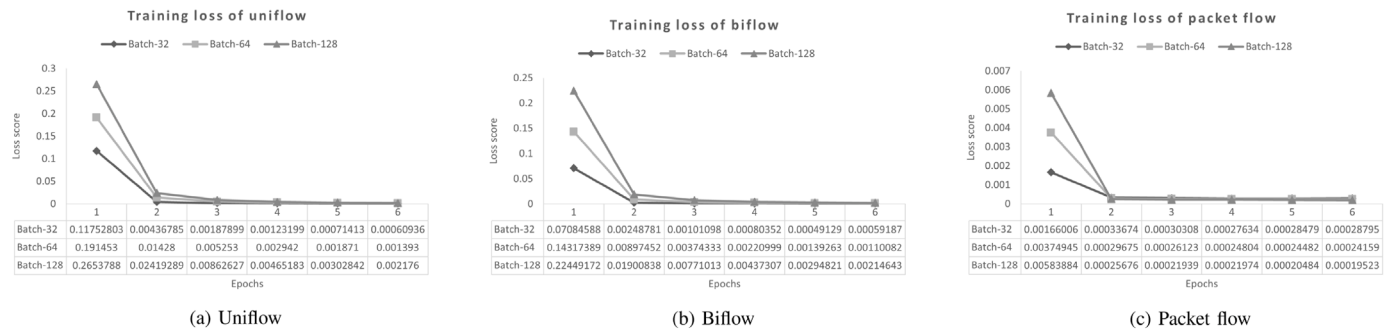 Training loss of uniflow
Batch-32 Batch-64 Batch-128
0.3
0.25
0.2
0.15
0.1
0.05
0
Loss score
1 2 3 4 5 6
Batch-32 0.11752803 0.00436785 0.00187899 0.00123199 0.00071413 0.00060936
Batch-64 0.191453 0.01428 0.005253 0.002942 0.001871 0.001393
Batch-128 0.2653788 0.02419289 0.00862627 0.00465183 0.00302842 0.002176
Epochs
(a) Uniflow
Training loss of biflow
Batch-32 Batch-64 Batch-128
0.25
0.2
0.15
0.1
0.05
0
Loss score
1 2 3 4 5 6
Batch-32 0.07084588 0.00248781 0.00101098 0.00080352 0.00049129 0.00059187
Batch-64 0.14317389 0.00897452 0.00374333 0.00220999 0.00139263 0.00110082
Batch-128 0.22449172 0.01900838 0.00771013 0.00437307 0.00294821 0.00214643
Epochs
(b) Biflow
Training loss of packet flow
Batch-32 Batch-64 Batch-128
0.007
0.006
0.005
0.004
0.003
0.002
0.001
0
Loss score
1 2 3 4 5 6
Batch-32 0.00166006 0.00033674 0.00030308 0.00027634 0.00028479 0.00028795
Batch-64 0.00374945 0.00029675 0.00026123 0.00024804 0.00024482 0.00024159
Batch-128 0.00583884 0.00025676 0.00021939 0.00021974 0.00020484 0.00019523
Epochs
(c) Packet flow